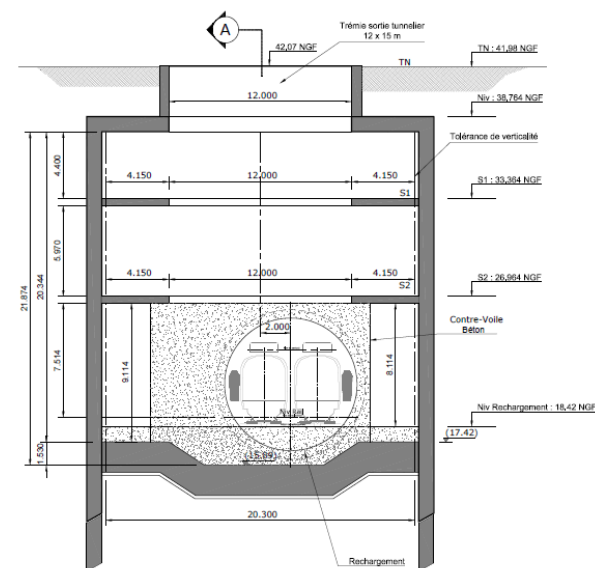 A
Trémie sortie tunnelier
12 x 15 m
42,07 NGF
TN
TN : 41,98 NGF
12.000
Niv : 38,764 NGF
Tolérance de verticalité
4.400
4.150
12.000
4.150
S1
S1 : 33,364 NGF
5.970
21.874
20.344
4.150
12.000
4.150
S2
S2 : 26,964 NGF
2.000
Contre-Voile
Béton
7.514
9.114
8.114
Niv Rechargement : 18,42 NGF
(17.42)
1.530
(15.89)
20.300
Rechargement